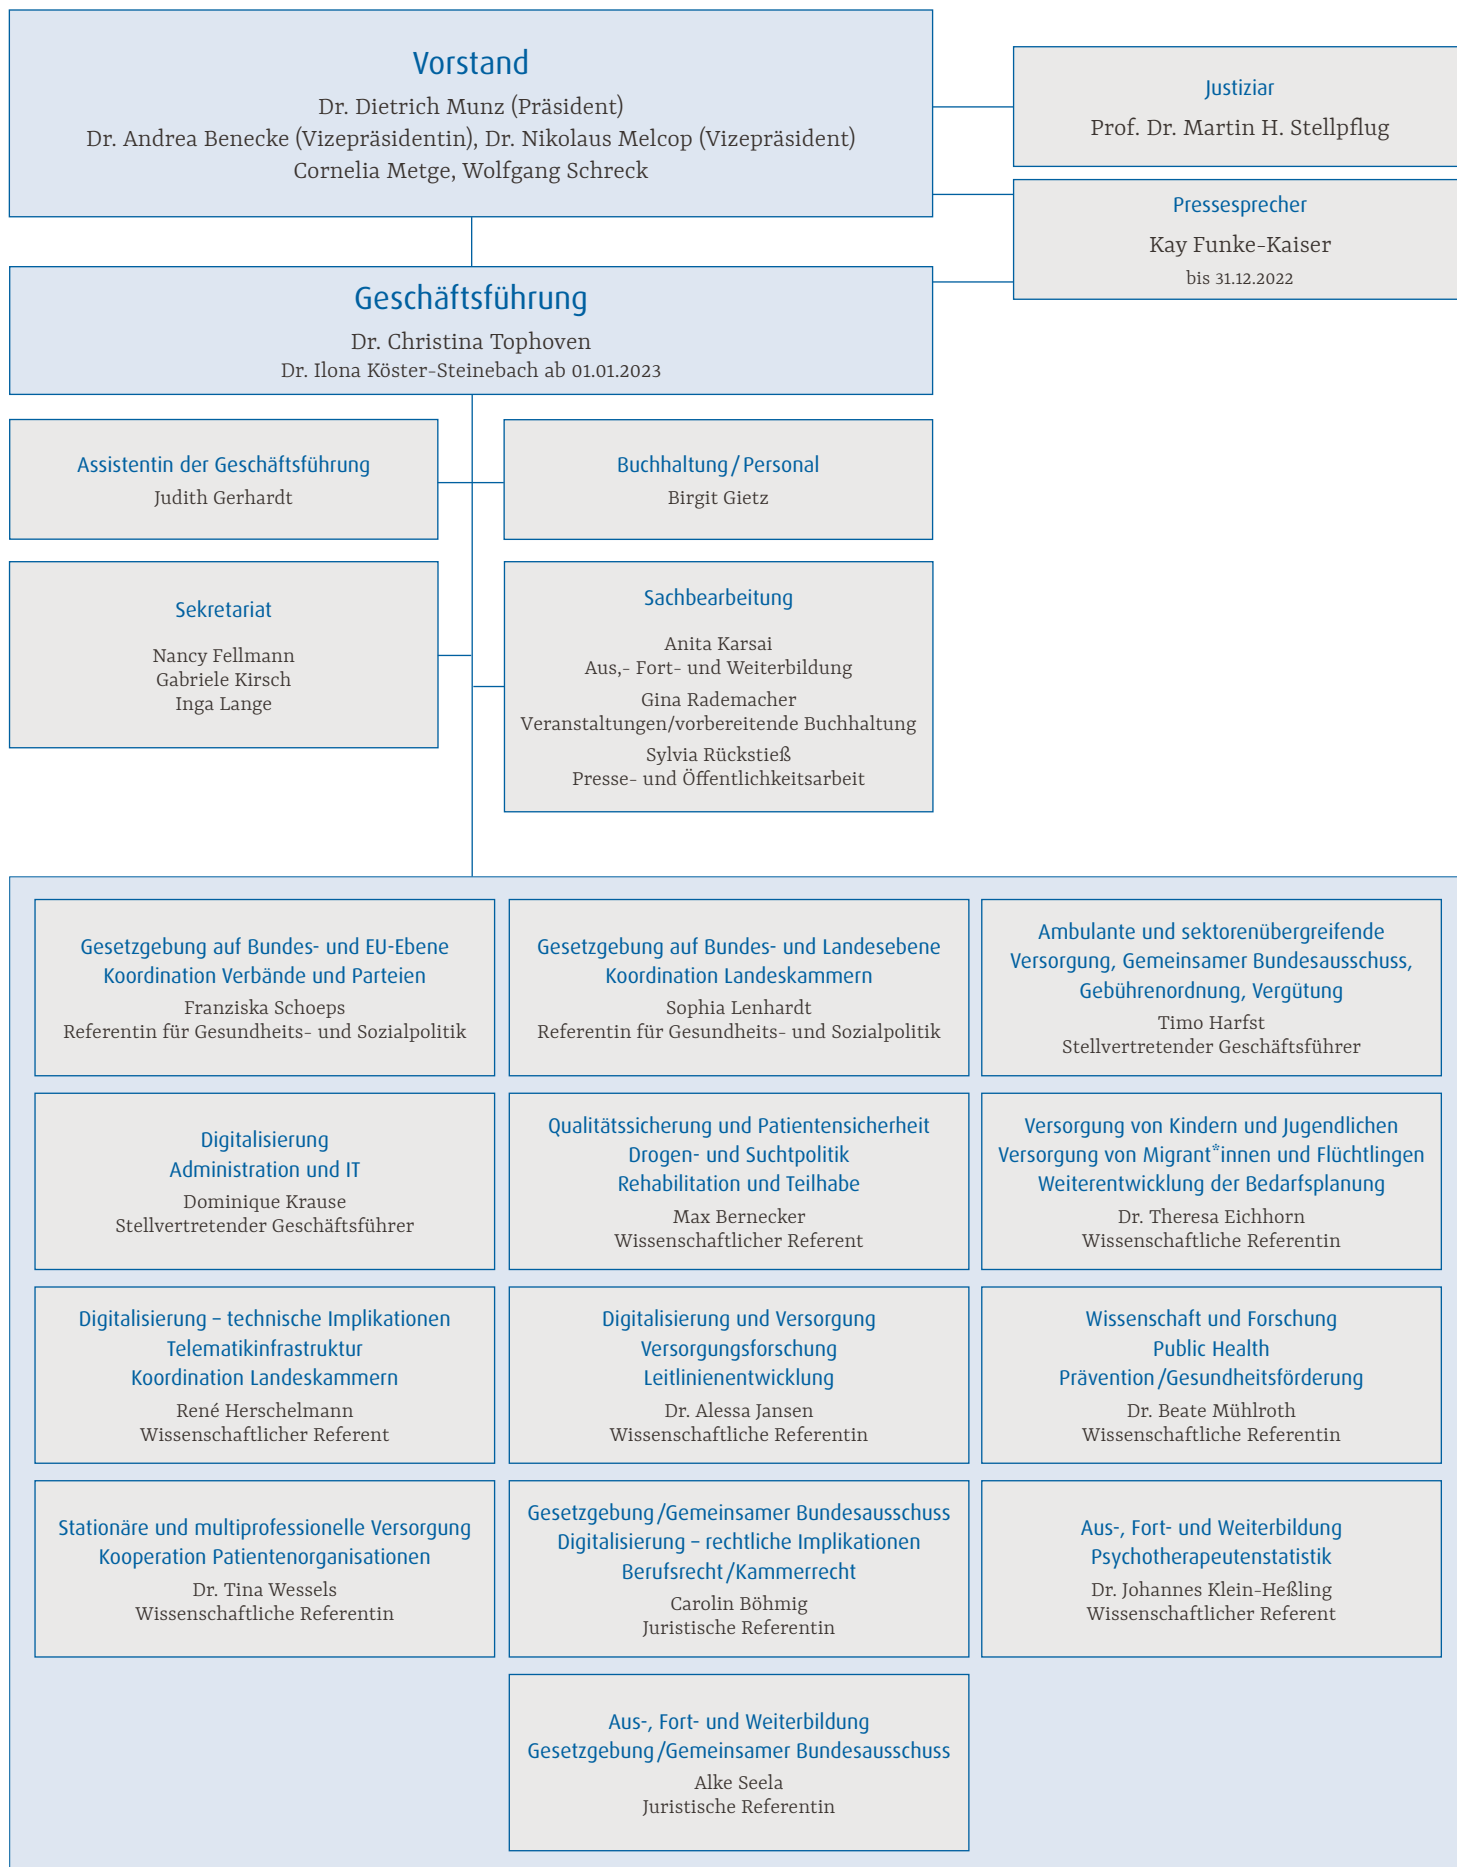 Vorstand
Dr. Dietrich Munz (Präsident)
Dr. Andrea Benecke (Vizepräsidentin), Dr. Nikolaus Melcop (Vizepräsident)
Cornelia Metge, Wolfgang Schreck
Justiziar
Prof. Dr. Martin H. Stellpflug
Pressesprecher
Kay Funke-Kaiser
bis 31.12.2022
Geschäftsführung
Dr. Christina Tophoven
Dr. Ilona Köster-Steinebach ab 01.01.2023
Assistentin der Geschäftsführung
Judith Gerhardt
Buchhaltung/Personal
Birgit Gietz
Sekretariat
Nancy Fellmann
Gabriele Kirsch
Inga Lange
Sachbearbeitung
Anita Karsai
Aus,- Fort- und Weiterbildung
Gina Rademacher
Veranstaltungen/vorbereitende Buchhaltung
Sylvia Rückstieß
Presse- und Öffentlichkeitsarbeit
Gesetzgebung auf Bundes- und EU-Ebene
Koordination Verbände und Parteien
Franziska Schoeps
Referentin für Gesundheits- und Sozialpolitik
Gesetzgebung auf Bundes- und Landesebene
Koordination Landeskammern
Sophia Lenhardt
Referentin für Gesundheits- und Sozialpolitik
Ambulante und sektorenübergreifende
Versorgung, Gemeinsamer Bundesausschuss,
Gebührenordnung, Vergütung
Timo Harfst
Stellvertretender Geschäftsführer
Digitalisierung
Administration und IT
Dominique Krause
Stellvertretender Geschäftsführer
Qualitätssicherung und Patientensicherheit
Drogen- und Suchtpolitik
Rehabilitation und Teilhabe
Max Bernecker
Wissenschaftlicher Referent
Versorgung von Kindern und Jugendlichen
Versorgung von Migrant*innen und Flüchtlingen
Weiterentwicklung der Bedarfsplanung
Dr. Theresa Eichhorn
Wissenschaftliche Referentin
Digitalisierung – technische Implikationen
Telematikinfrastruktur
Koordination Landeskammern
René Herschelmann
Wissenschaftlicher Referent
Digitalisierung und Versorgung
Versorgungsforschung
Leitlinienentwicklung
Dr. Alessa Jansen
Wissenschaftliche Referentin
Wissenschaft und Forschung
Public Health
Prävention/Gesundheitsförderung
Dr. Beate Mühlroth
Wissenschaftliche Referentin
Stationäre und multiprofessionelle Versorgung
Kooperation Patientenorganisationen
Dr. Tina Wessels
Wissenschaftliche Referentin
Gesetzgebung/Gemeinsamer Bundesausschuss
Digitalisierung – rechtliche Implikationen
Berufsrecht/Kammerrecht
Carolin Böhmig
Juristische Referentin
Aus-, Fort- und Weiterbildung
Psychotherapeutenstatistik
Dr. Johannes Klein-Heßling
Wissenschaftlicher Referent
Aus-, Fort- und Weiterbildung
Gesetzgebung/Gemeinsamer Bundesausschuss
Alke Seela
Juristische Referentin